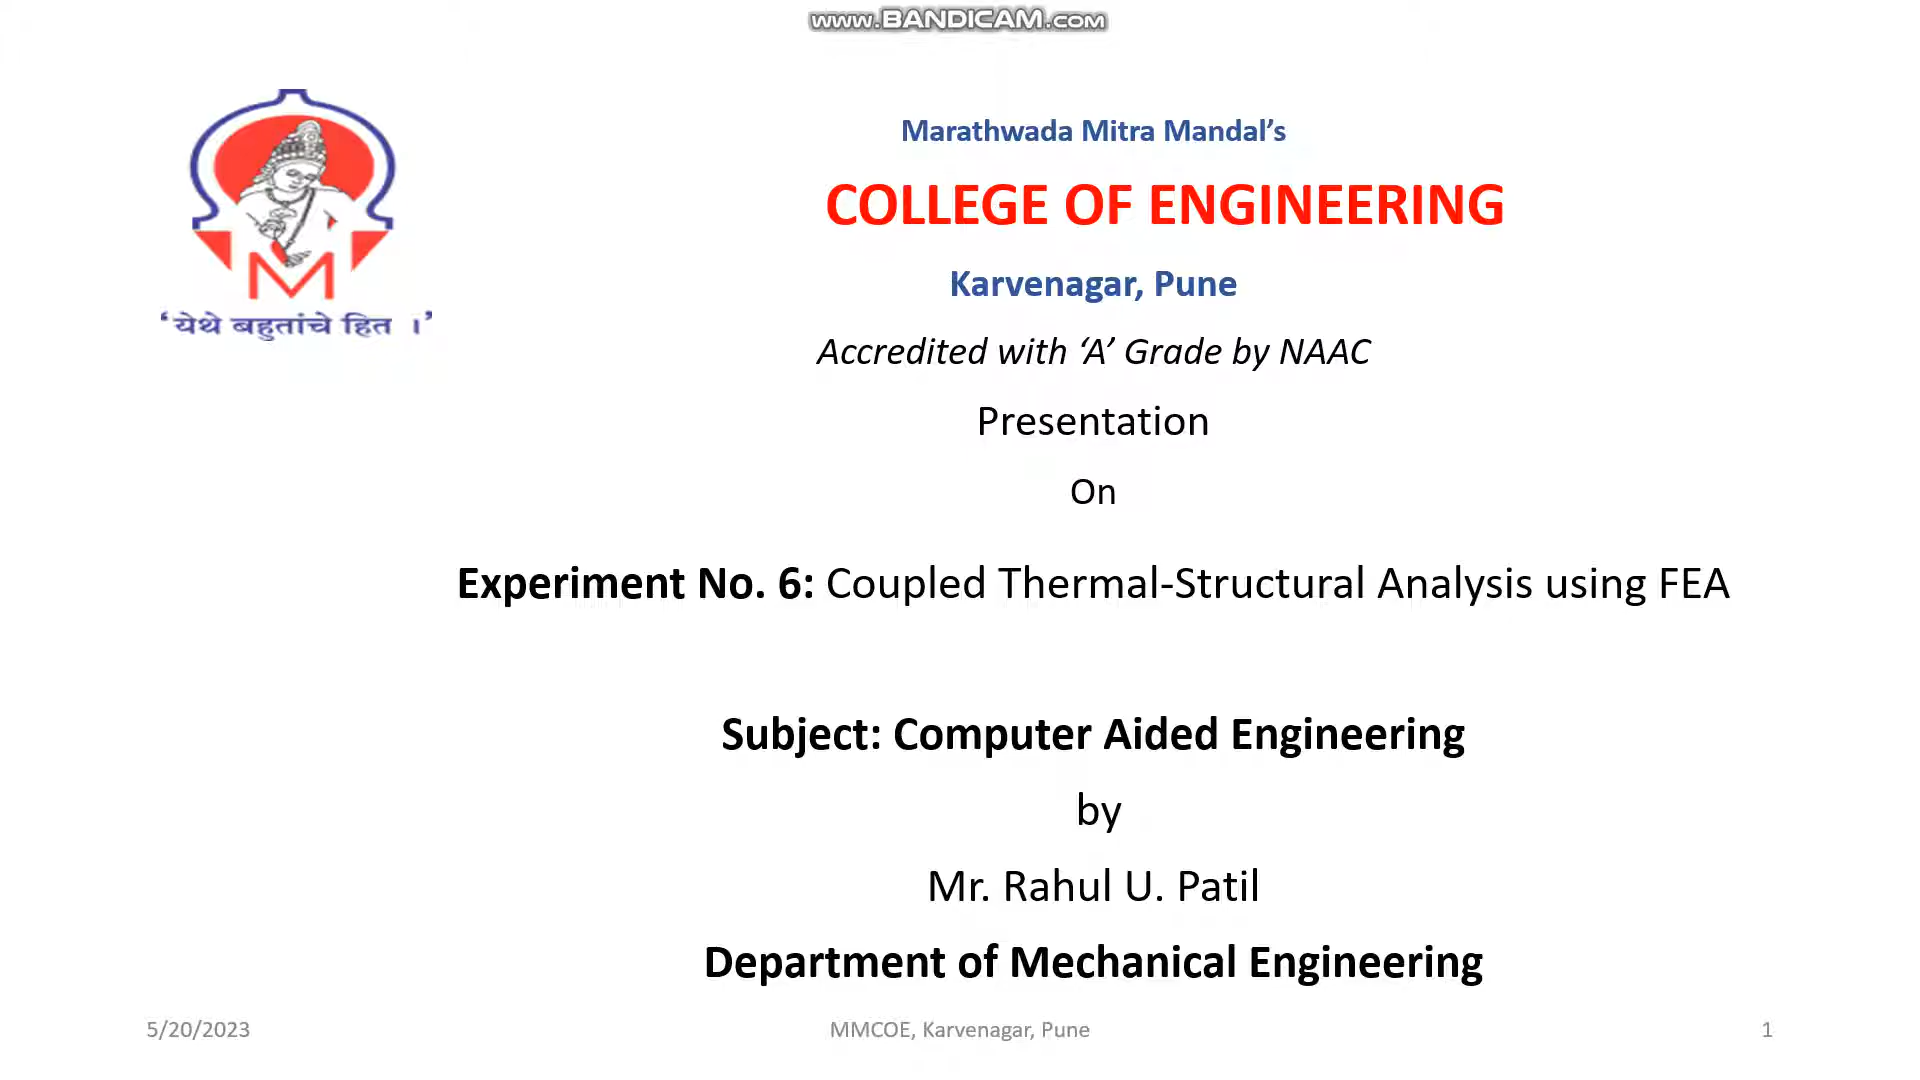 www.BANDICAM.com
Marathwada Mitra Mandal’s
COLLEGE OF ENGINEERING
Karvenagar, Pune
M
‘येथे बहुतांचे हित ।’
Accredited with ‘A’ Grade by NAAC
Presentation
On
Experiment No. 6: Coupled Thermal-Structural Analysis using FEA
Subject: Computer Aided Engineering
by
Mr. Rahul U. Patil
Department of Mechanical Engineering
5/20/2023
MMCOE, Karvenagar, Pune
1